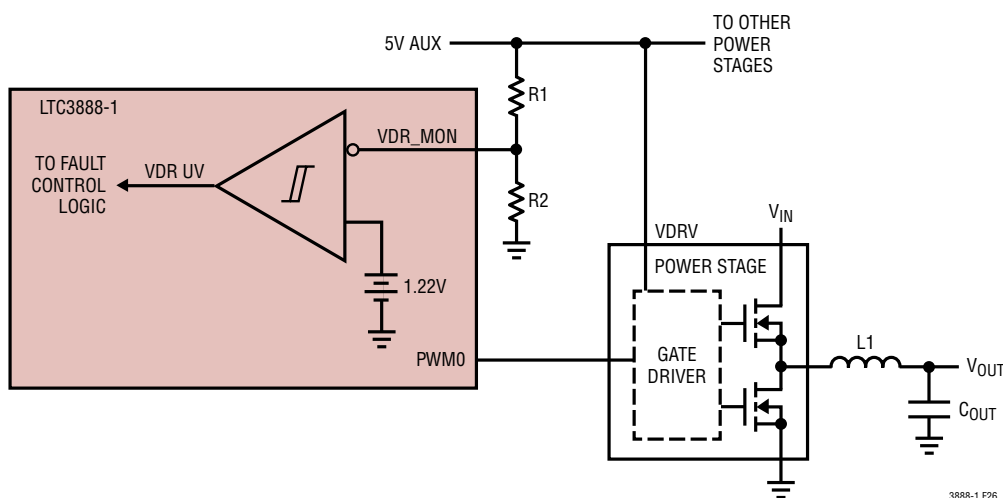 5V AUX
TO OTHER
POWER
STAGES
LTC3888-1
R1
VDR_MON
TO FAULT
CONTROL
LOGIC
VDR UV
R2
1.22V
PWM0
VDRV
VIN
POWER STAGE
GATE
DRIVER
L1
VOUT
COUT
3888-1 F26